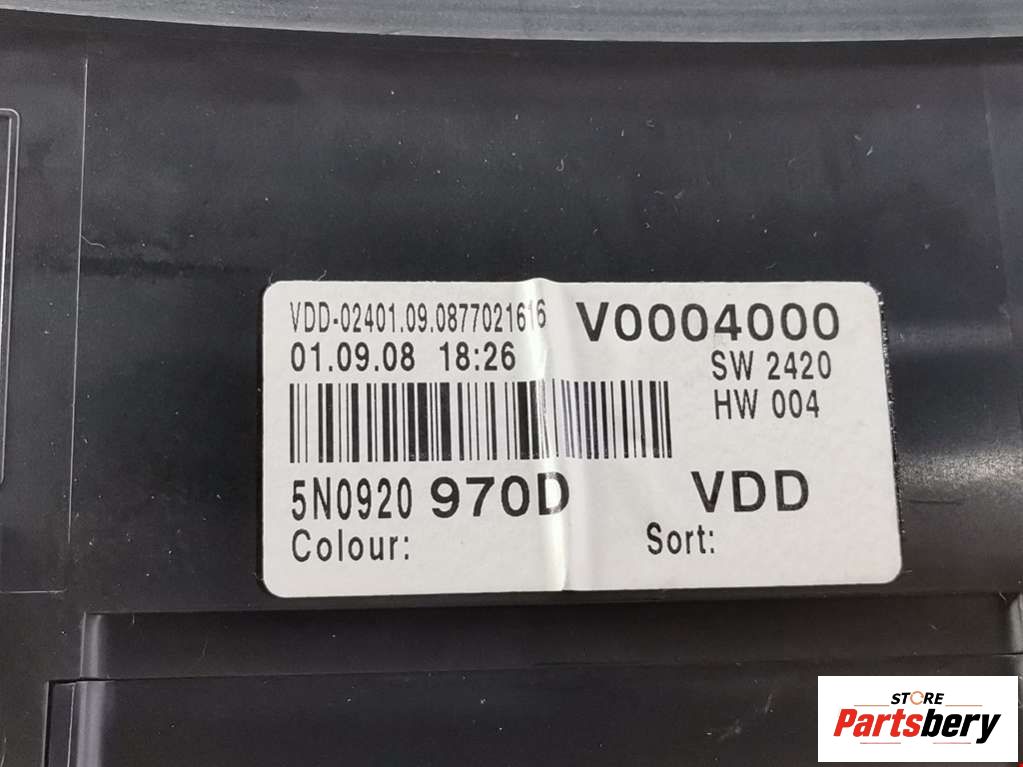 VDD-02401.09.0877021616 V0004000
01.09.08 18:26 SW 2420
HW 004
5N0920 970D VDD
Colour: Sort:
STORE
Partsbery